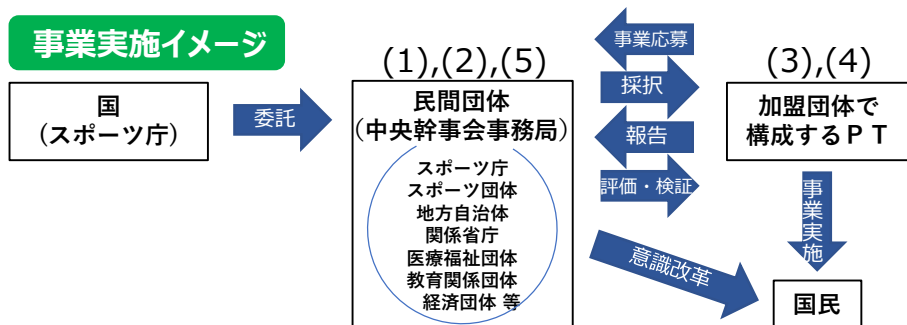 事業実施イメージ
国
(スポーツ庁)
委託
(1),(2),(5)
民間団体
(中央幹事会事務局)
スポーツ庁
スポーツ団体
地方自治体
関係省庁
医療福祉団体
教育関係団体
経済団体 等
事業応募
採択
報告
評価・検証
意識改革
(3),(4)
加盟団体で
構成するPT
事業実施
国民